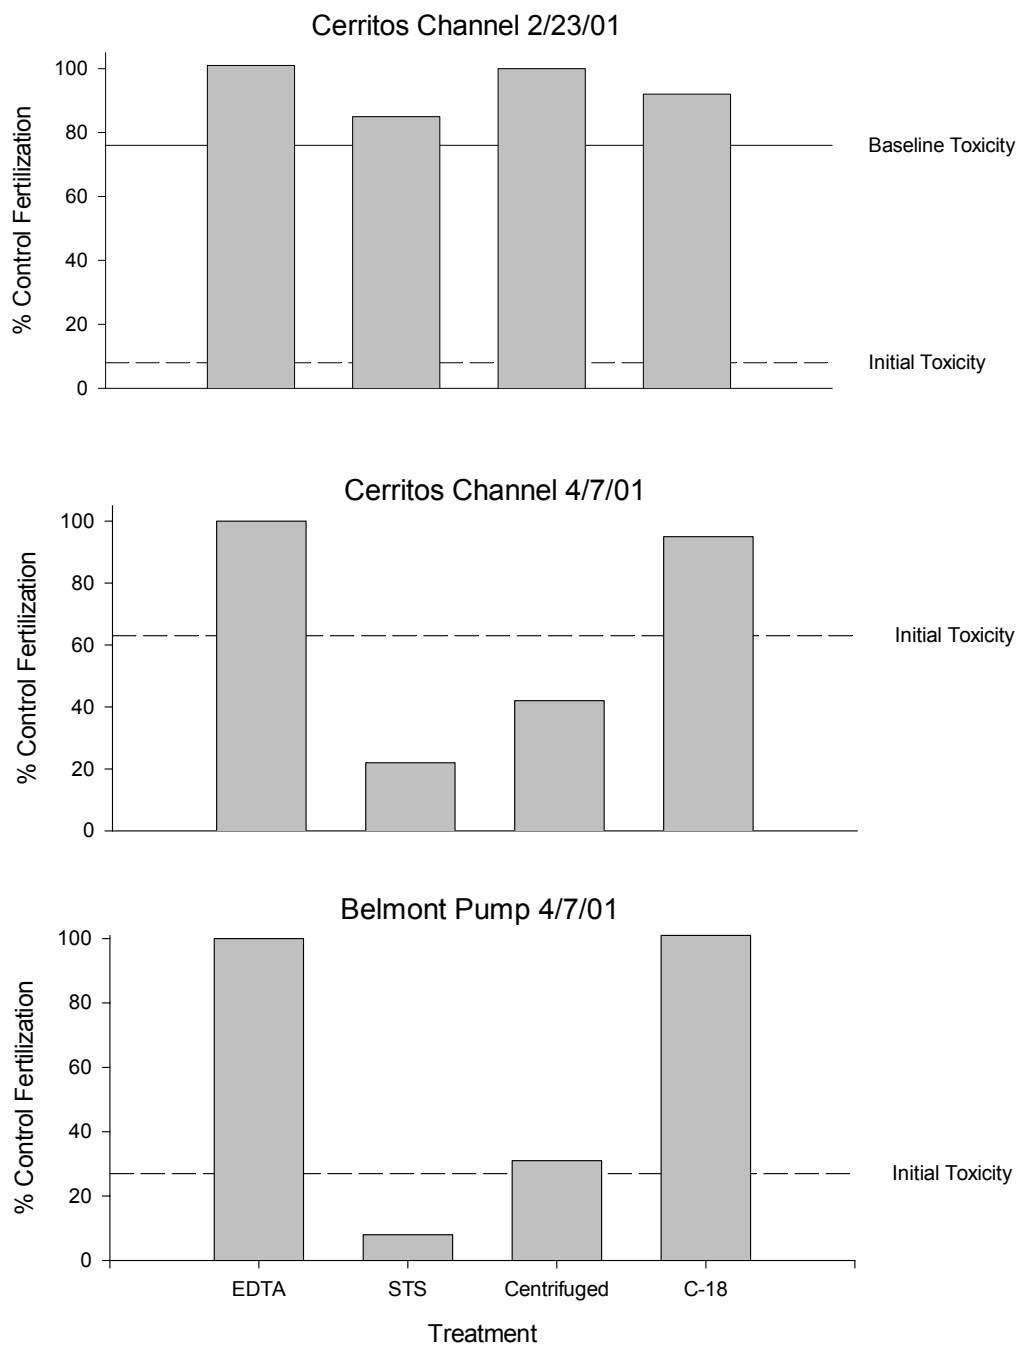 Cerritos Channel 2/23/01
100
80
60
40
20
0
% Control Fertilization
Baseline Toxicity
Initial Toxicity
Cerritos Channel 4/7/01
100
80
60
40
20
0
% Control Fertilization
Initial Toxicity
Belmont Pump 4/7/01
100
80
60
40
20
0
% Control Fertilization
Initial Toxicity
EDTA STS Centrifuged C-18
Treatment